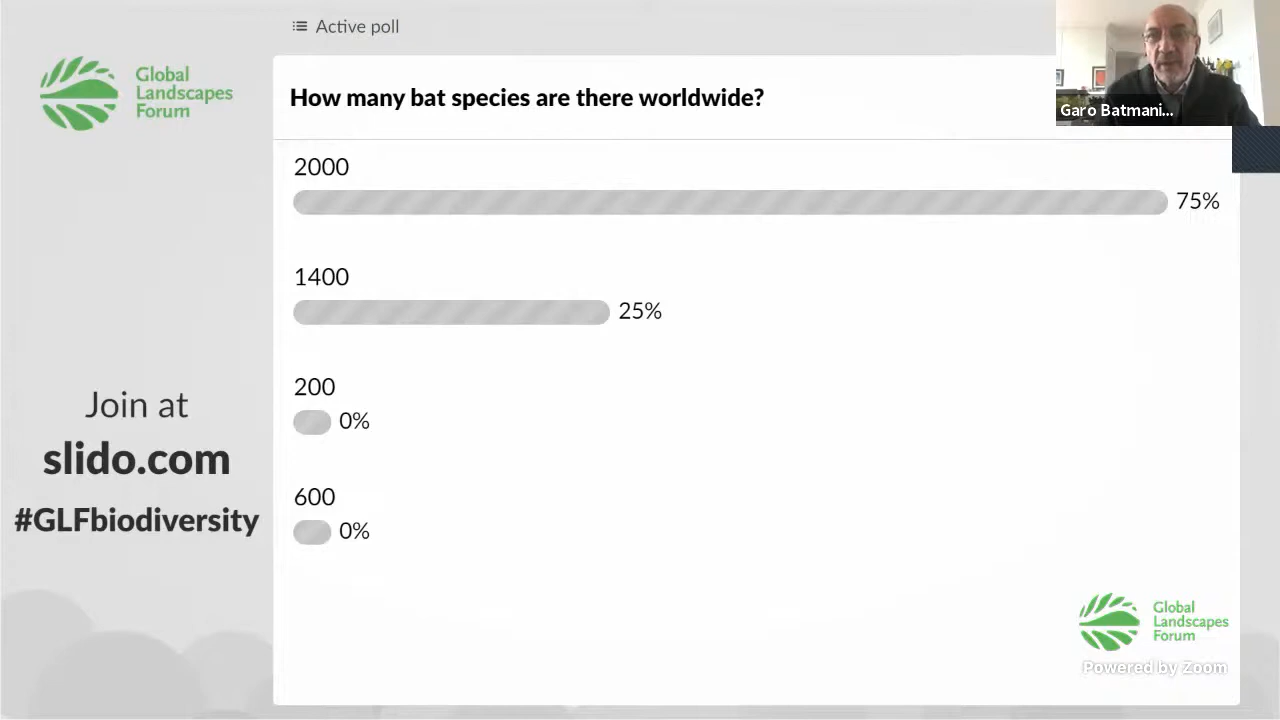 Active poll
Global
Landscapes
Forum
How many bat species are there worldwide?
Garo Batmani...
2000
75%
1400
25%
200
0%
600
0%
Join at
slido.com
#GLFbiodiversity
Global
Landscapes
Forum
Powered by Zoom